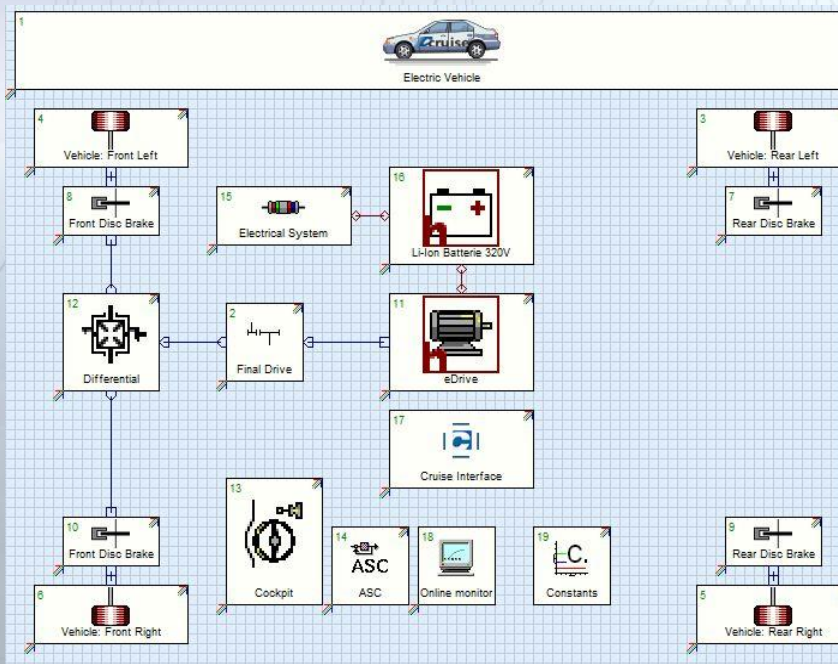 1
Cruise
Electric Vehicle
4
Vehicle: Front Left
3
Vehicle: Rear Left
8
Front Disc Brake
15
Electrical System
16
Li-Ion Batterie 320V
7
Rear Disc Brake
12
Differential
2
Final Drive
11
eDrive
17
C
Cruise Interface
13
Cockpit
10
Front Disc Brake
14
ASC
ASC
18
Online monitor
19
C.
Constants
9
Rear Disc Brake
6
Vehicle: Front Right
5
Vehicle: Rear Right